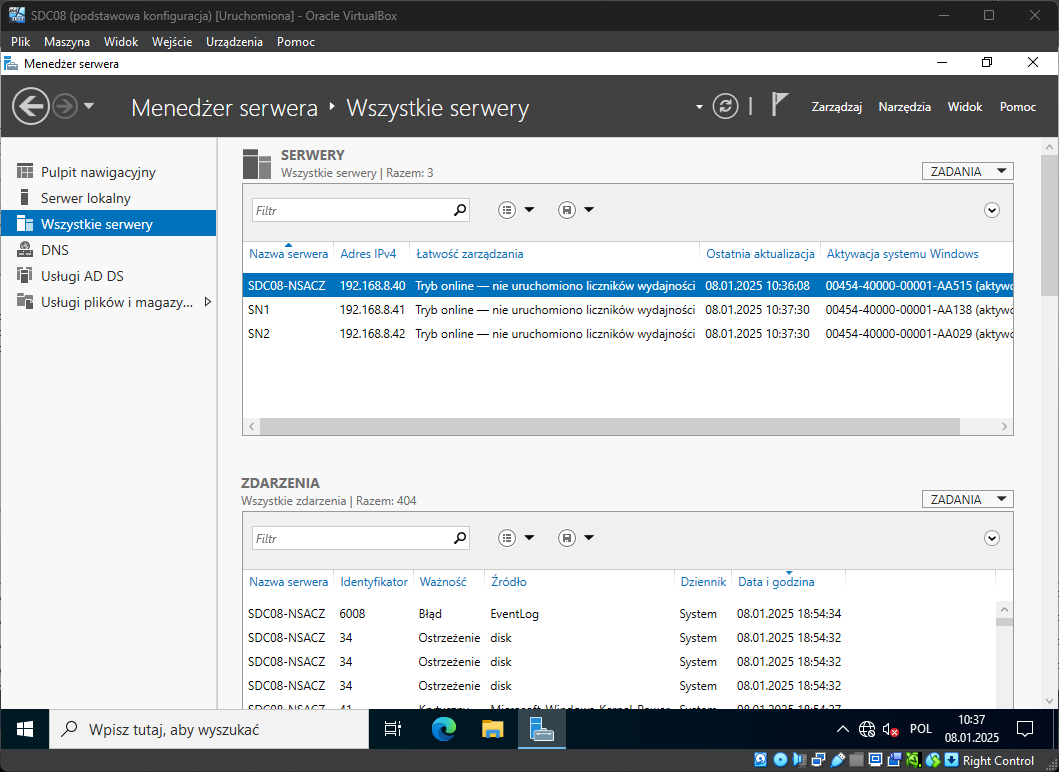 SDC08 (podstawowa konfiguracja) [Uruchomiona] - Oracle VirtualBox
Plik Maszyna Widok Wejście Urządzenia Pomoc
Menedżer serwera
Menedżer serwera ‣ Wszystkie serwery
Zarządzaj Narzędzia Widok Pomoc
Pulpit nawigacyjny
Serwer lokalny
Wszystkie serwery
DNS
Usługi AD DS
Usługi plików i magazy...
SERWERY
Wszystkie serwery | Razem: 3
ZADANIA
Filtr
Nazwa serwera Adres IPv4 Łatwość zarządzania Ostatnia aktualizacja Aktywacja systemu Windows
SDC08-NSACZ 192.168.8.40 Tryb online — nie uruchomiono liczników wydajności 08.01.2025 10:36:08 00454-40000-00001-AA515 (aktywo
SN1 192.168.8.41 Tryb online — nie uruchomiono liczników wydajności 08.01.2025 10:37:30 00454-40000-00001-AA138 (aktywo
SN2 192.168.8.42 Tryb online — nie uruchomiono liczników wydajności 08.01.2025 10:37:30 00454-40000-00001-AA029 (aktywo
ZDARZENIA
Wszystkie zdarzenia | Razem: 404
ZADANIA
Filtr
Nazwa serwera Identyfikator Ważność Źródło Dziennik Data i godzina
SDC08-NSACZ 6008 Błąd EventLog System 08.01.2025 18:54:34
SDC08-NSACZ 34 Ostrzeżenie disk System 08.01.2025 18:54:32
SDC08-NSACZ 34 Ostrzeżenie disk System 08.01.2025 18:54:32
SDC08-NSACZ 34 Ostrzeżenie disk System 08.01.2025 18:54:32
SDC08-NSACZ 41 Krytyczny Microsoft-Windows-Kernel-Power System 08.01.2025 18:54:27
Wpisz tutaj, aby wyszukać
POL
10:37
08.01.2025
Right Control